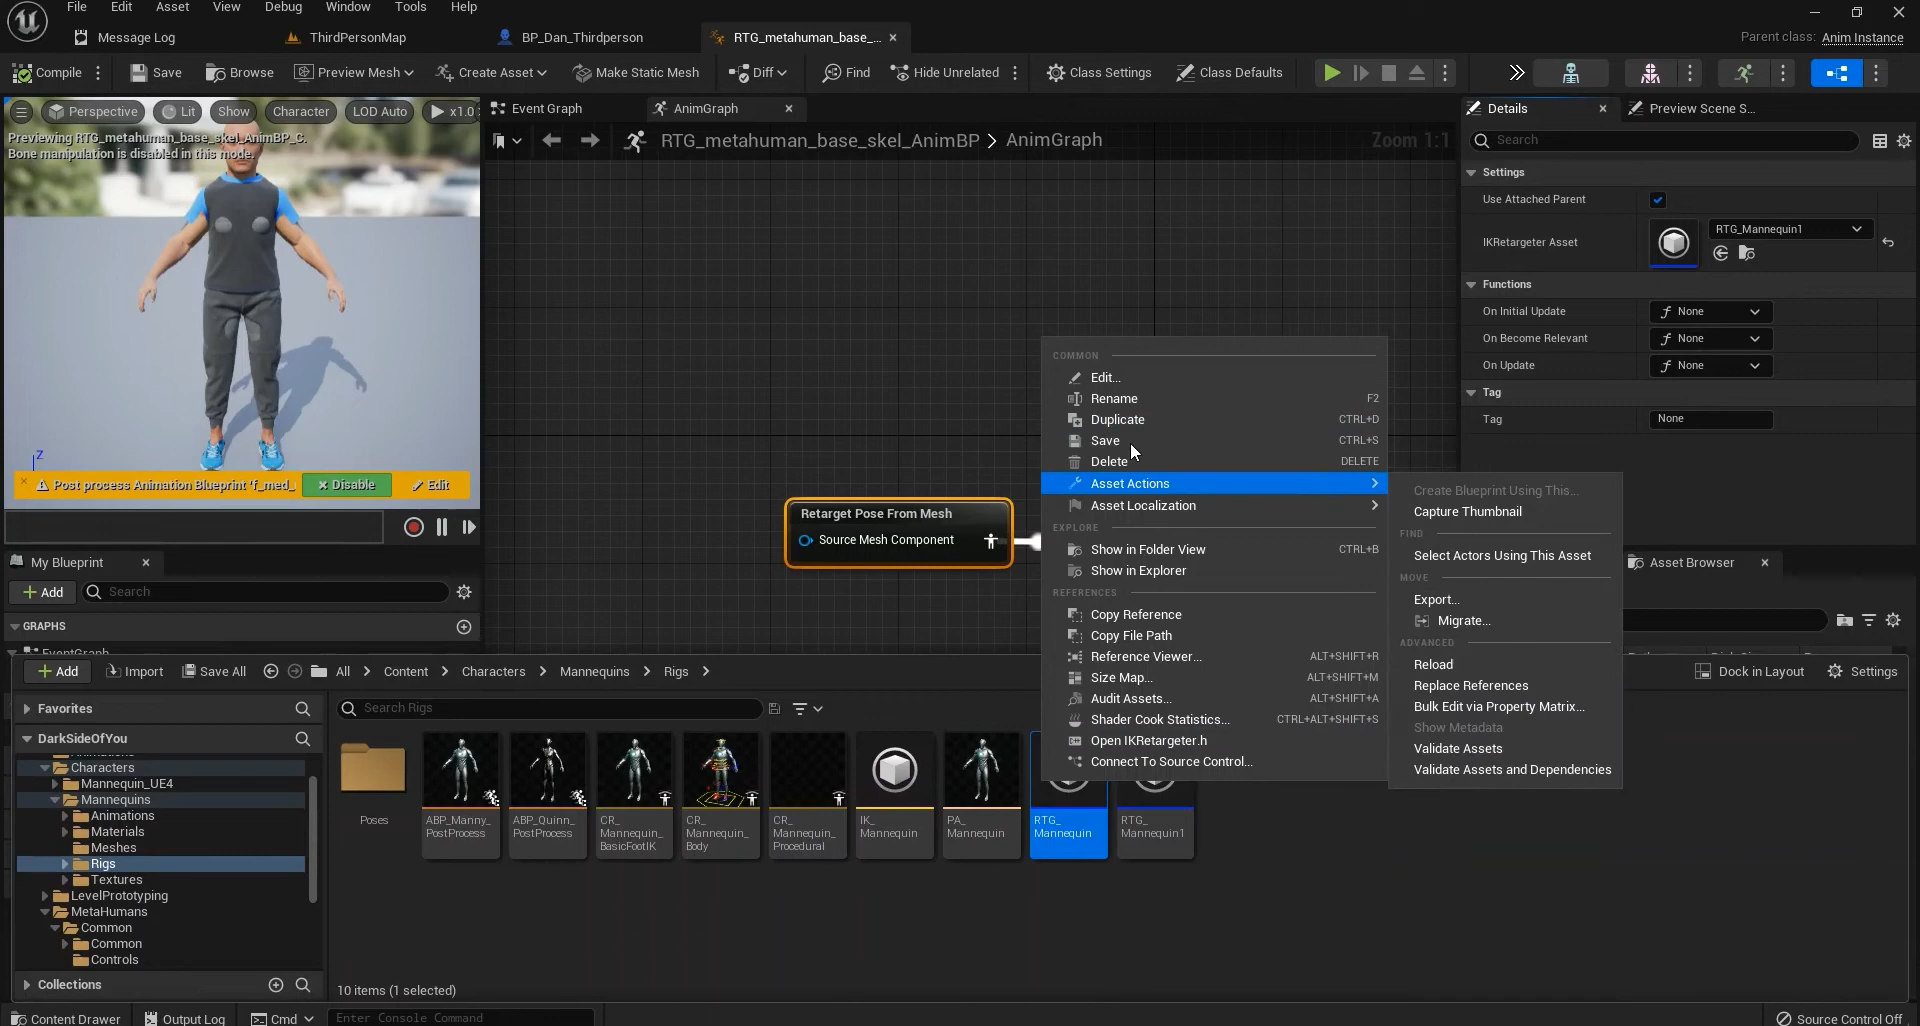 File Edit Asset View Debug Window Tools Help
Message Log ThirdPersonMap BP_Dan_Thirdperson RTG_metahuman_base_...
Parent class: Anim Instance
Compile Save Browse Preview Mesh Create Asset Make Static Mesh Diff Find Hide Unrelated Class Settings Class Defaults
Perspective Lit Show Character LOD Auto x1.0
Previewing RTG_metahuman_base_skel_AnimBP_C.
Bone manipulation is disabled in this mode.
Z
Post process Animation Blueprint 'f_med_ Disable Edit
Event Graph AnimGraph
RTG_metahuman_base_skel_AnimBP > AnimGraph Zoom 1:1
Retarget Pose From Mesh
Source Mesh Component
Details Preview Scene S...
Search
Settings
Use Attached Parent
IKRetargeter Asset RTG_Mannequin1
Functions
On Initial Update None
On Become Relevant None
On Update None
Tag
Tag None
Asset Browser
COMMON
Edit...
Rename F2
Duplicate CTRL+D
Save CTRL+S
Delete DELETE
Asset Actions
Asset Localization
EXPLORE
Show in Folder View CTRL+B
Show in Explorer
REFERENCES
Copy Reference
Copy File Path
Reference Viewer... ALT+SHIFT+R
Size Map... ALT+SHIFT+M
Audit Assets... ALT+SHIFT+A
Shader Cook Statistics... CTRL+ALT+SHIFT+S
Open IKRetargeter.h
Connect To Source Control...
Create Blueprint Using This...
Capture Thumbnail
FIND
Select Actors Using This Asset
MOVE
Export...
Migrate...
ADVANCED
Reload
Replace References
Bulk Edit via Property Matrix...
Show Metadata
Validate Assets
Validate Assets and Dependencies
My Blueprint
Add Search
GRAPHS
EventGraph
Add Import Save All All > Content > Characters > Mannequins > Rigs >
Dock in Layout Settings
Favorites
DarkSideOfYou
Animations
Characters
Mannequin_UE4
Mannequins
Animations
Materials
Meshes
Rigs
Textures
LevelPrototyping
MetaHumans
Common
Common
Controls
Collections
Search Rigs
Poses
ABP_Manny_
PostProcess
ABP_Quinn_
PostProcess
CR_
Mannequin_
BasicFootIK
CR_
Mannequin_
Body
CR_
Mannequin_
Procedural
IK_
Mannequin
PA_
Mannequin
RTG_
Mannequin
RTG_
Mannequin1
10 items (1 selected)
Content Drawer Output Log Cmd Enter Console Command Source Control Off